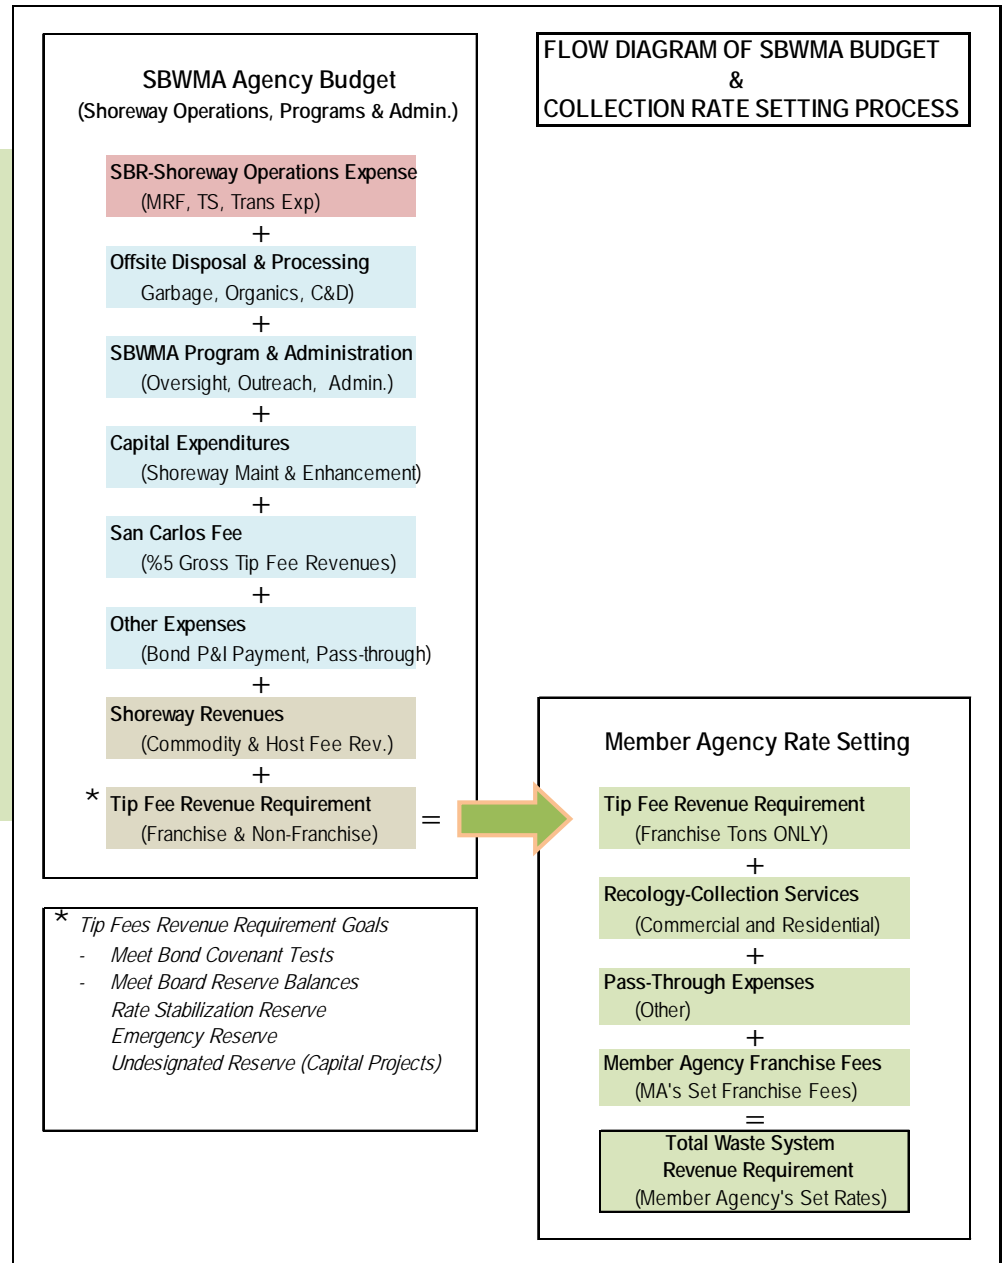 FLOW DIAGRAM OF SBWMA BUDGET
&
COLLECTION RATE SETTING PROCESS
SBWMA Agency Budget
(Shoreway Operations, Programs & Admin.)
SBR-Shoreway Operations Expense
(MRF, TS, Trans Exp)
+
Offsite Disposal & Processing
Garbage, Organics, C&D)
+
SBWMA Program & Administration
(Oversight, Outreach, Admin.)
+
Capital Expenditures
(Shoreway Maint & Enhancement)
+
San Carlos Fee
(%5 Gross Tip Fee Revenues)
+
Other Expenses
(Bond P&I Payment, Pass-through)
+
Shoreway Revenues
(Commodity & Host Fee Rev.)
+
* Tip Fee Revenue Requirement
(Franchise & Non-Franchise) =
* Tip Fees Revenue Requirement Goals
- Meet Bond Covenant Tests
- Meet Board Reserve Balances
Rate Stabilization Reserve
Emergency Reserve
Undesignated Reserve (Capital Projects)
Member Agency Rate Setting
Tip Fee Revenue Requirement
(Franchise Tons ONLY)
+
Recology-Collection Services
(Commercial and Residential)
+
Pass-Through Expenses
(Other)
+
Member Agency Franchise Fees
(MA's Set Franchise Fees)
=
Total Waste System
Revenue Requirement
(Member Agency's Set Rates)